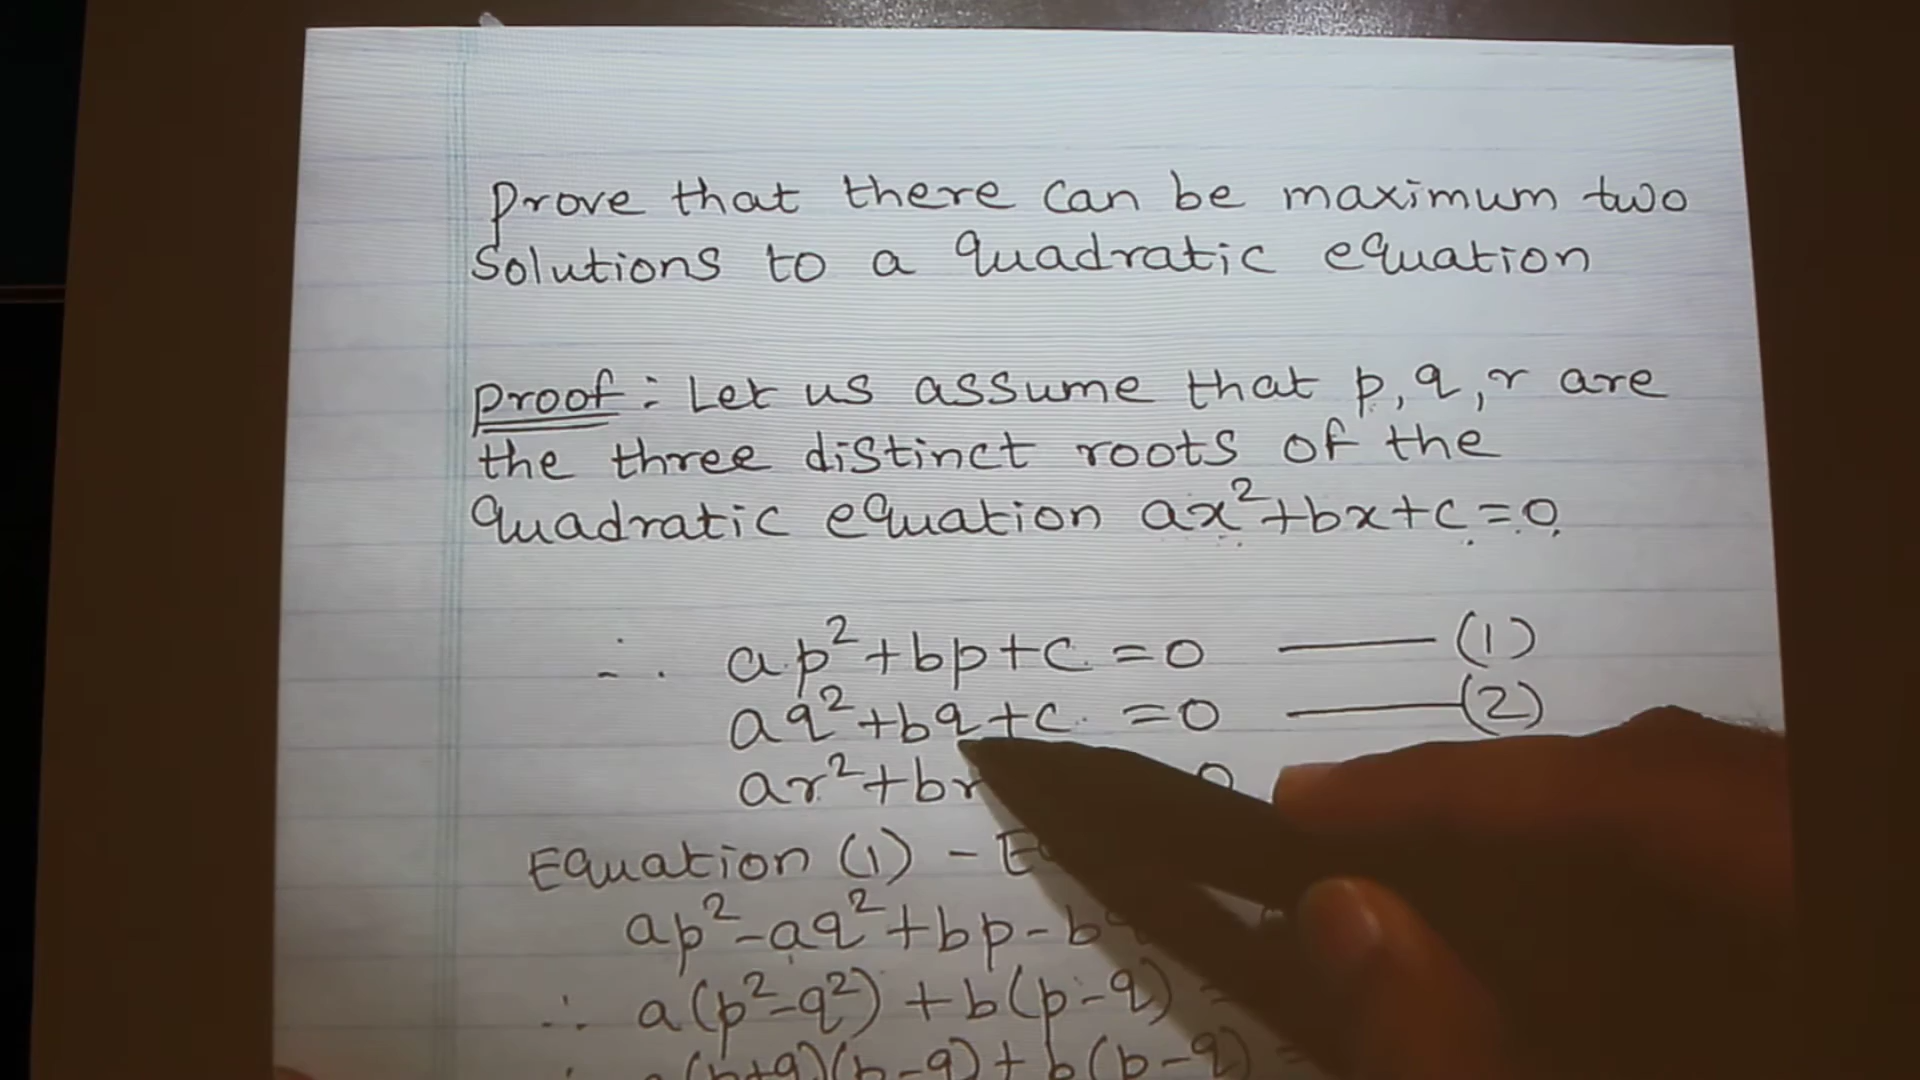 Prove that there can be maximum two
solutions to a quadratic equation
Proof : Let us assume that p, q, r are
the three distinct roots of the
quadratic equation ax²+bx+c=0
∴ ap²+bp+c=0 —— (1)
aq²+bq+c =0 ——(2)
ar²+br
Equation (1) -
ap²-aq²+bp-b
∴ a(p²-q²)+b(p-q)
(p+q)(p-q)+b(p-q)